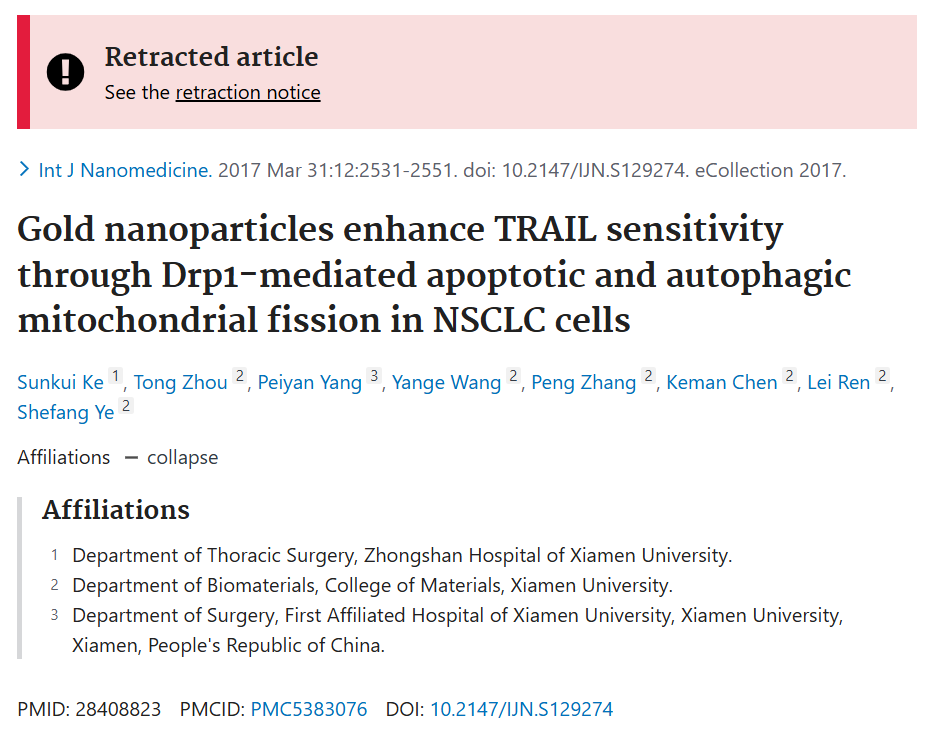 Retracted article
See the retraction notice
Int J Nanomedicine. 2017 Mar 31:12:2531-2551. doi: 10.2147/IJN.S129274. eCollection 2017.
Gold nanoparticles enhance TRAIL sensitivity
through Drp1-mediated apoptotic and autophagic
mitochondrial fission in NSCLC cells
Sunkui Ke 1, Tong Zhou 2, Peiyan Yang 3, Yange Wang 2, Peng Zhang 2, Keman Chen 2, Lei Ren 2,
Shefang Ye 2
Affiliations – collapse
Affiliations
1 Department of Thoracic Surgery, Zhongshan Hospital of Xiamen University.
2 Department of Biomaterials, College of Materials, Xiamen University.
3 Department of Surgery, First Affiliated Hospital of Xiamen University, Xiamen University,
Xiamen, People's Republic of China.
PMID: 28408823 PMCID: PMC5383076 DOI: 10.2147/IJN.S129274